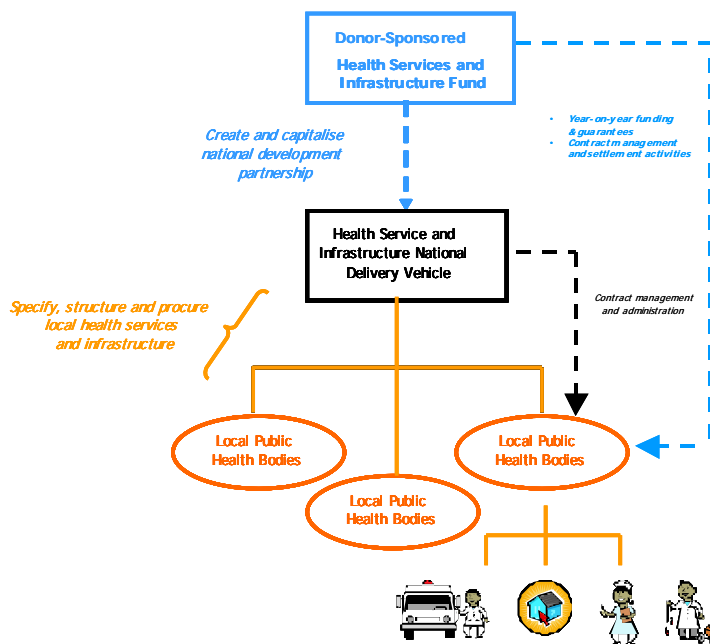 Donor-Sponsored
Health Services and
Infrastructure Fund
Create and capitalise
national development
partnership
• Year-on-year funding
& guarantees
• Contract management
and settlement activities
Health Service and
Infrastructure National
Delivery Vehicle
Specify, structure and procure
local health services
and infrastructure
Contract management
and administration
Local Public
Health Bodies
Local Public
Health Bodies
Local Public
Health Bodies